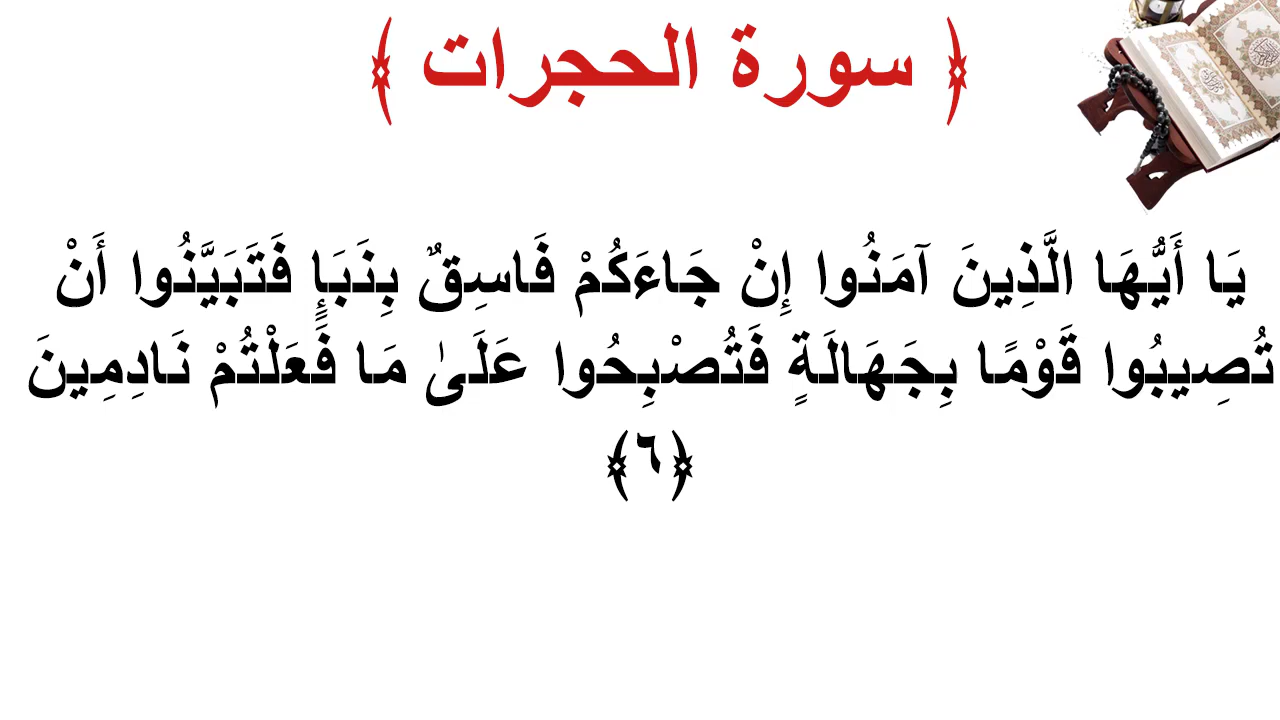 ﴿ سورة الحجرات ﴾
يَا أَيُّهَا الَّذِينَ آمَنُوا إِنْ جَاءَكُمْ فَاسِقٌ بِنَبَإٍ فَتَبَيَّنُوا أَنْ
تُصِيبُوا قَوْمًا بِجَهَالَةٍ فَتُصْبِحُوا عَلَىٰ مَا فَعَلْتُمْ نَادِمِينَ
﴿٦﴾